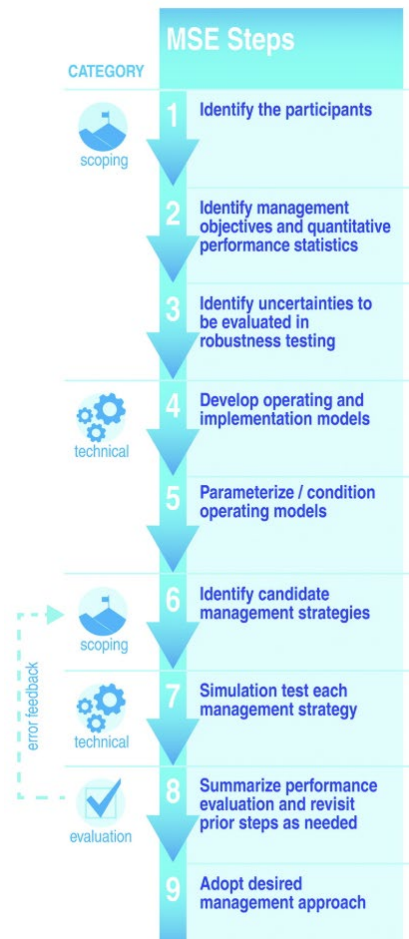 MSE Steps
CATEGORY
1
Identify the participants
scoping
2
Identify management
objectives and quantitative
performance statistics
3
Identify uncertainties to
be evaluated in
robustness testing
4
Develop operating and
implementation models
technical
5
Parameterize / condition
operating models
6
Identify candidate
management strategies
scoping
7
Simulation test each
management strategy
technical
error feedback
8
Summarize performance
evaluation and revisit
prior steps as needed
evaluation
9
Adopt desired
management approach